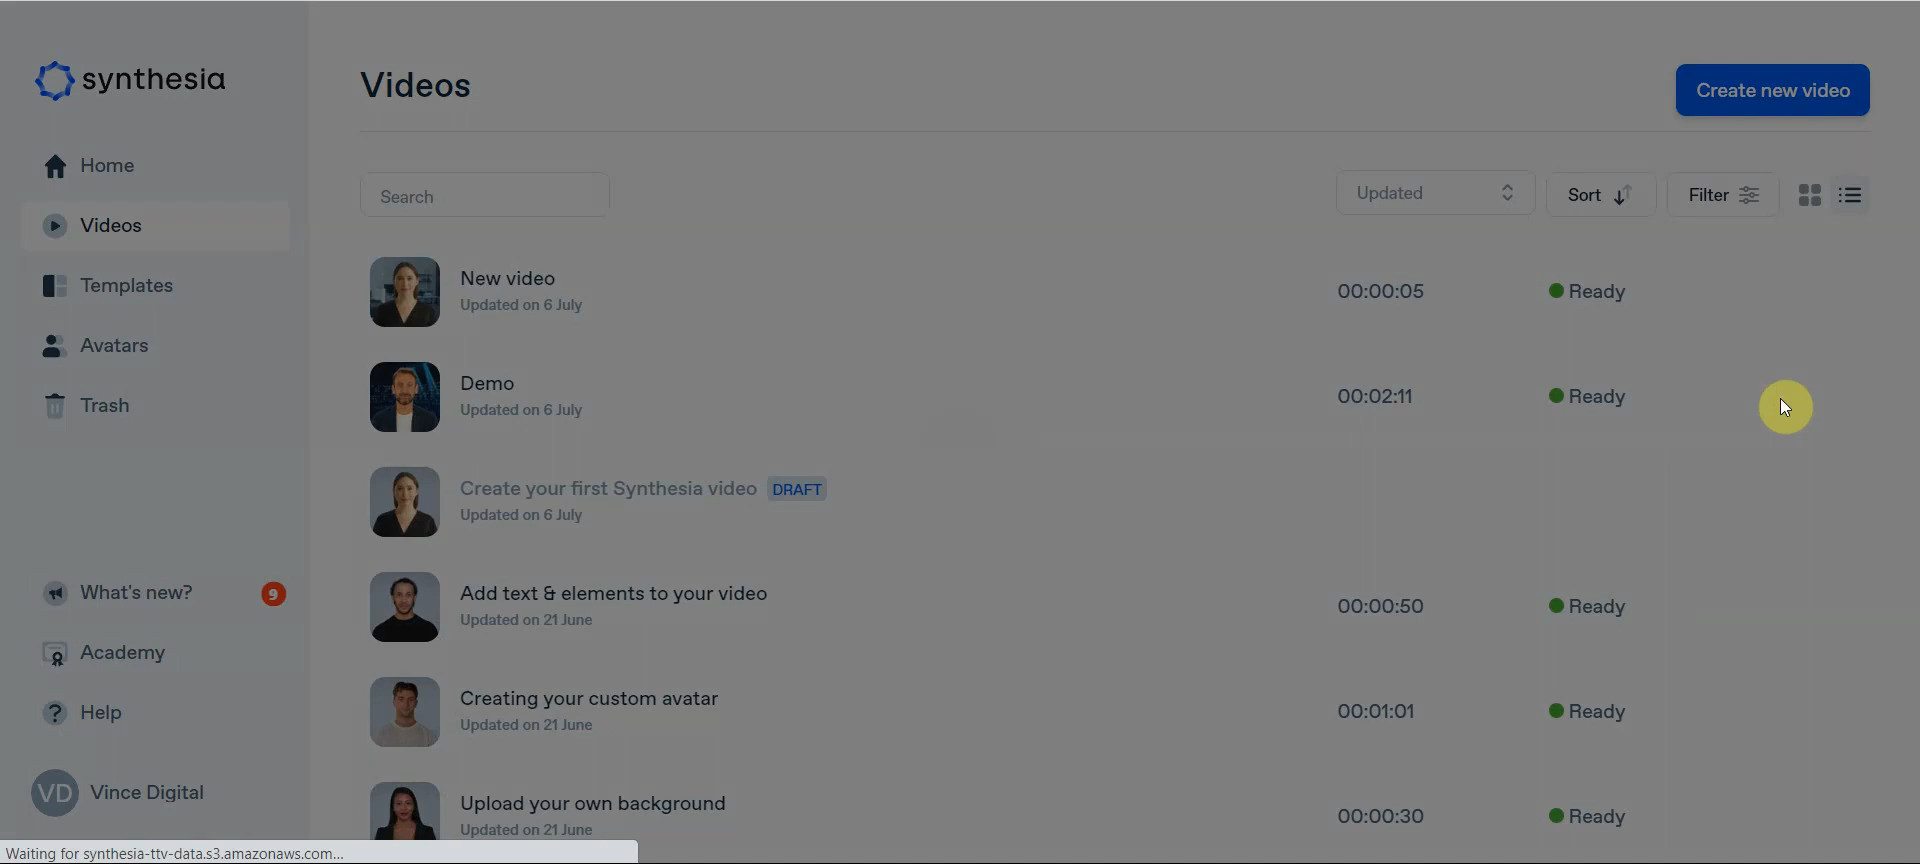 synthesia
Videos
Create new video
Home
Videos
Templates
Avatars
Trash
What's new?
9
Academy
Help
VD Vince Digital
Search
Updated
Sort
Filter
New video
Updated on 6 July
00:00:05
Ready
Demo
Updated on 6 July
00:02:11
Ready
Create your first Synthesia video DRAFT
Updated on 6 July
Add text & elements to your video
Updated on 21 June
00:00:50
Ready
Creating your custom avatar
Updated on 21 June
00:01:01
Ready
Upload your own background
Updated on 21 June
00:00:30
Ready
Waiting for synthesia-ttv-data.s3.amazonaws.com...